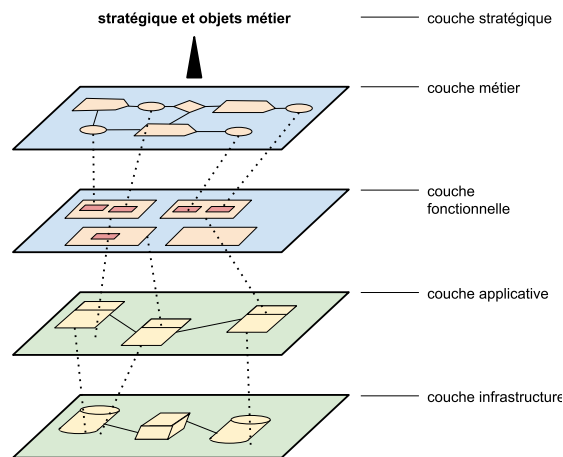 stratégique et objets métier
couche stratégique
couche métier
couche
fonctionnelle
couche applicative
couche infrastructure